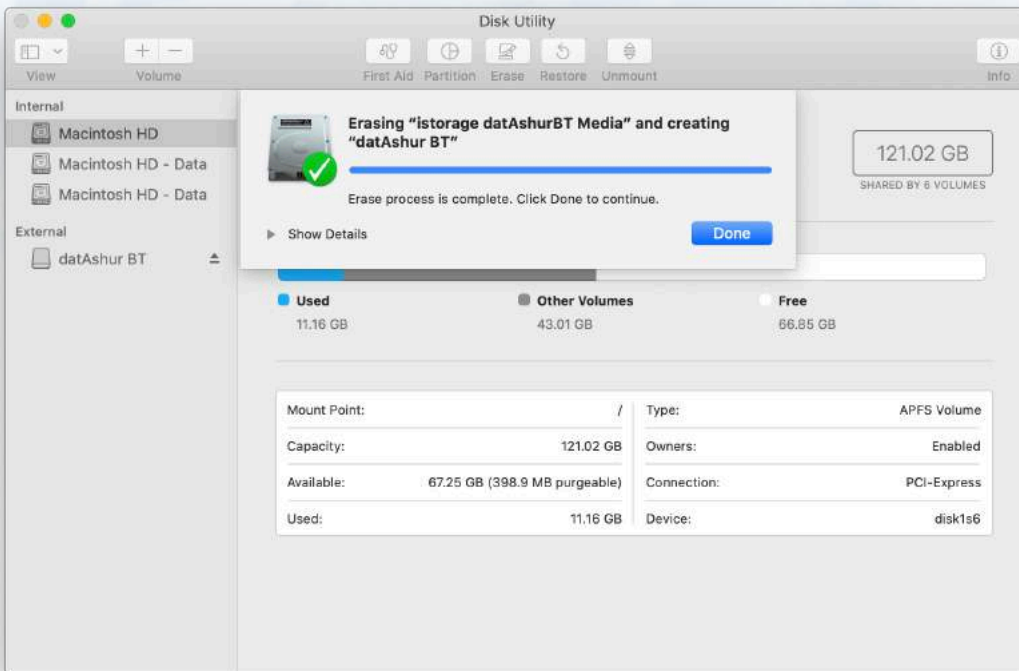 Disk Utility
View
Volume
First Aid Partition Erase Restore Unmount
Info
Internal
Macintosh HD
Macintosh HD - Data
Macintosh HD - Data
External
datAshur BT
Erasing “istorage datAshurBT Media” and creating
“datAshur BT”
Erase process is complete. Click Done to continue.
Show Details
Done
121.02 GB
SHARED BY 6 VOLUMES
Used
11.16 GB
Other Volumes
43.01 GB
Free
66.85 GB
Mount Point: /
Type: APFS Volume
Capacity: 121.02 GB
Owners: Enabled
Available: 67.25 GB (398.9 MB purgeable)
Connection: PCI-Express
Used: 11.16 GB
Device: disk1s6